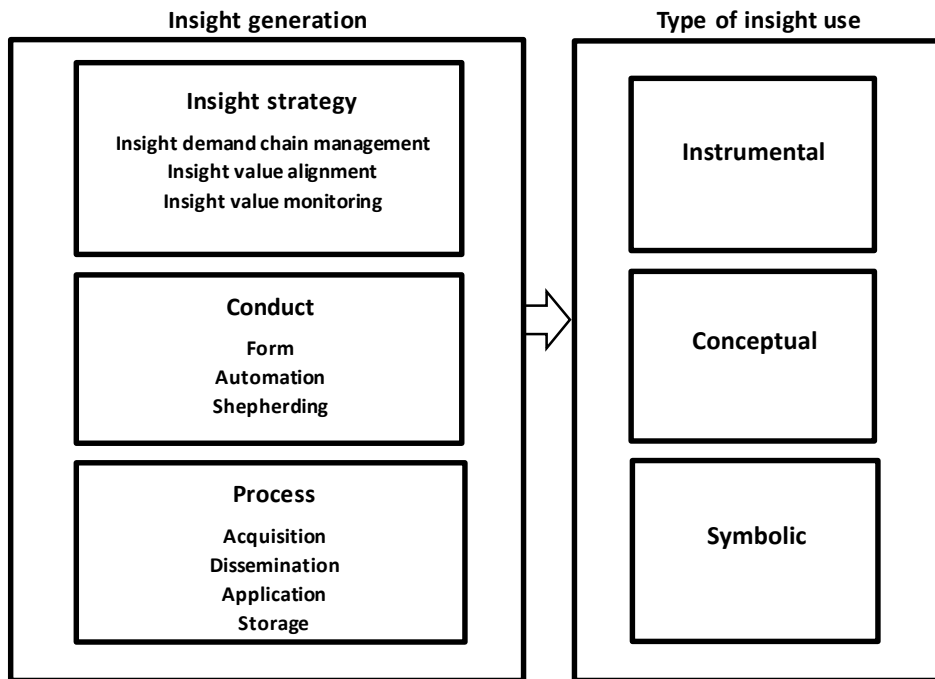 Insight generation
Insight strategy
Insight demand chain management
Insight value alignment
Insight value monitoring
Conduct
Form
Automation
Shepherding
Process
Acquisition
Dissemination
Application
Storage
Type of insight use
Instrumental
Conceptual
Symbolic